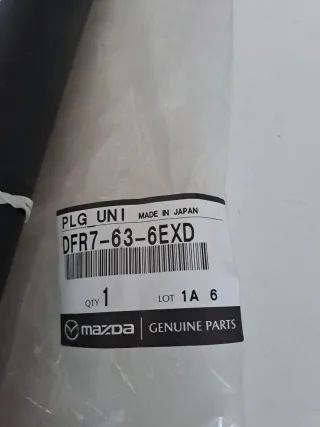 PLG UNI MADE IN JAPAN
DFR7-63-6EXD
QTY 1 LOT 1A 6
mazda GENUINE PARTS